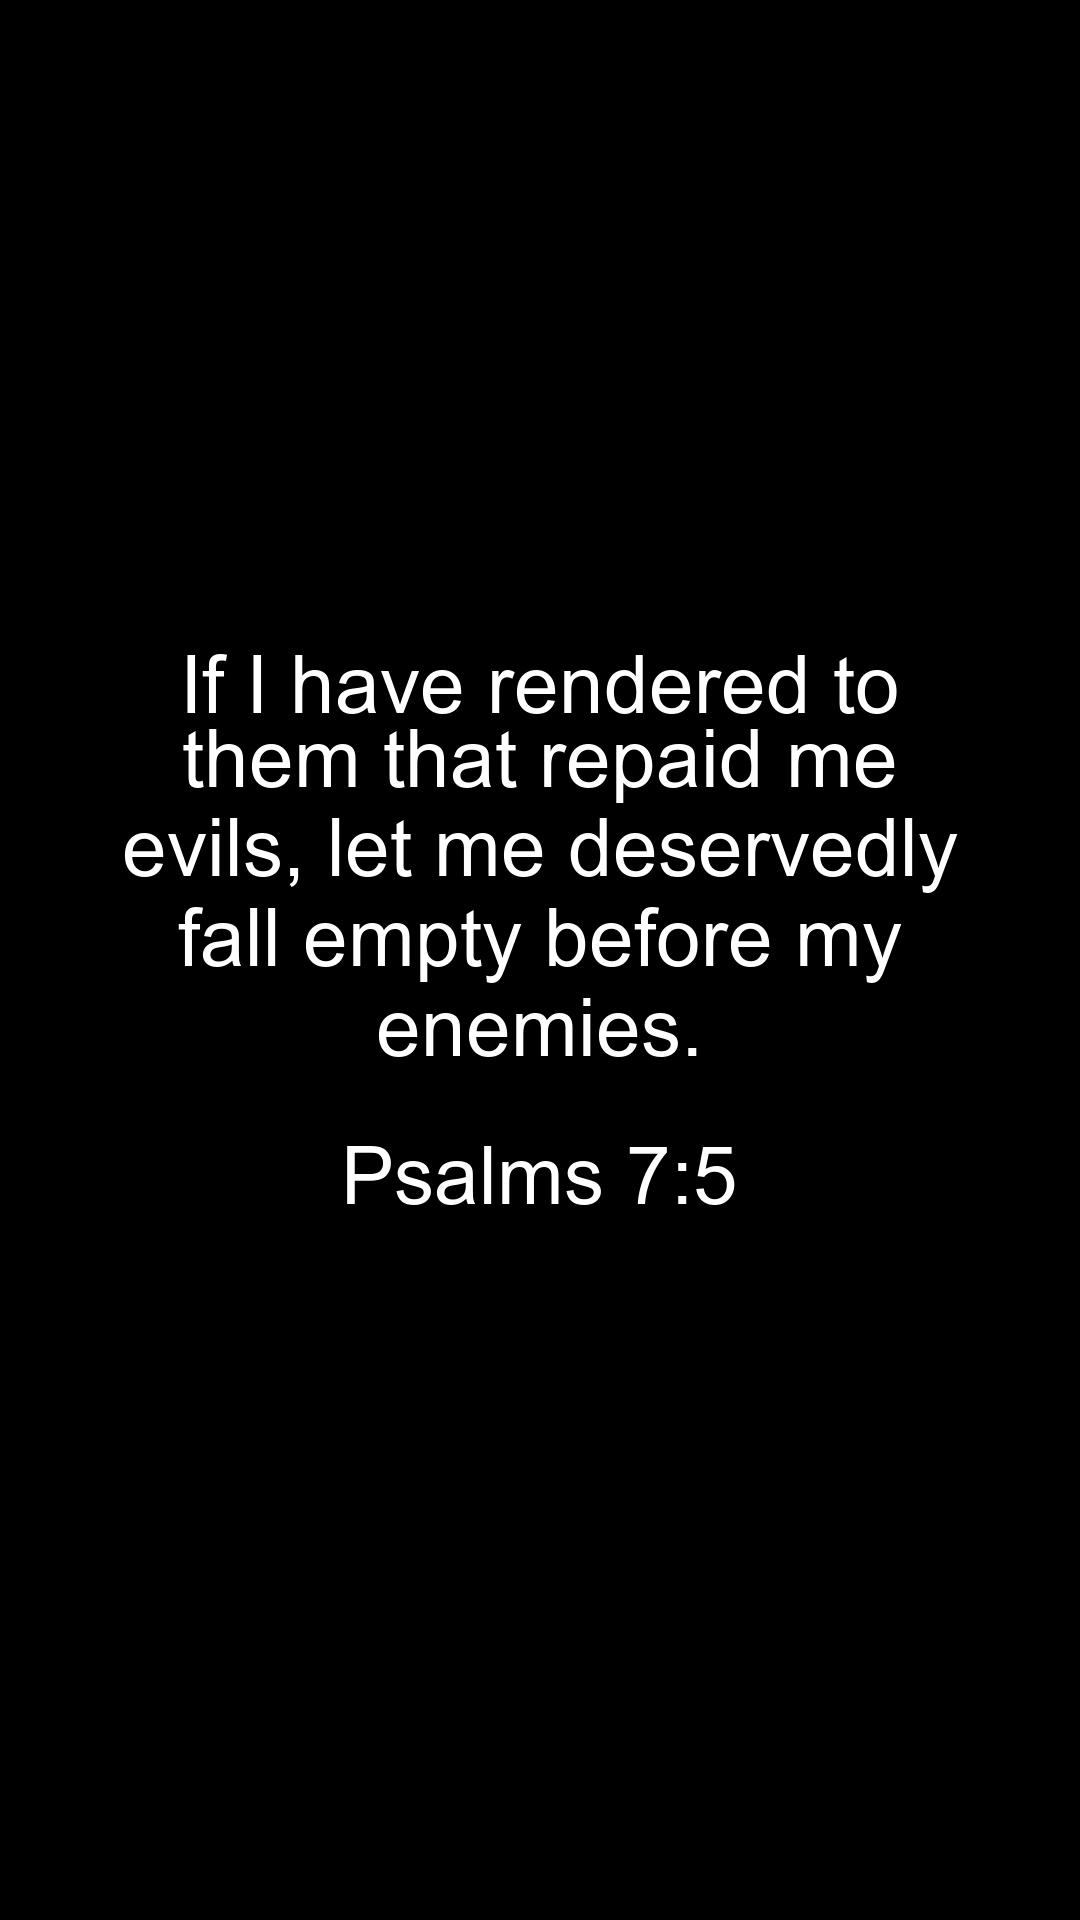 If I have rendered to
them that repaid me
evils, let me deservedly
fall empty before my
enemies.
Psalms 7:5